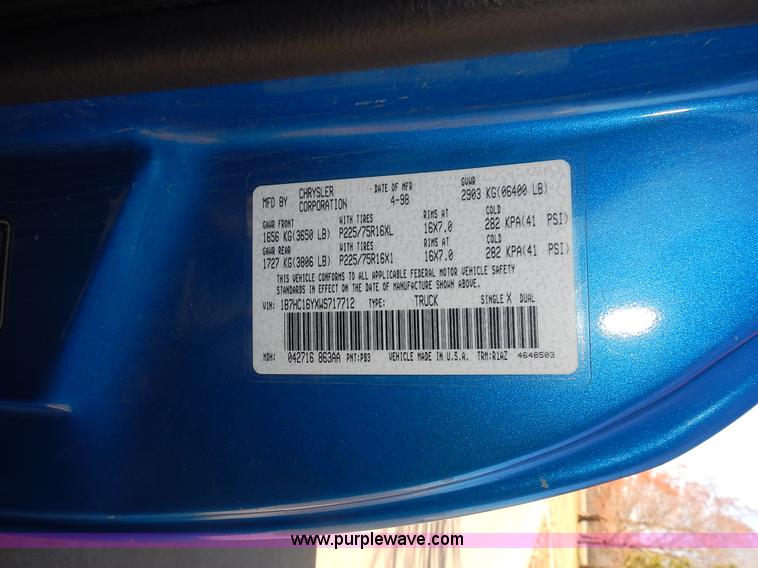 MFD BY CHRYSLER CORPORATION DATE OF MFR 4-98 GVWR 2903 KG(06400 LB)
GAWR FRONT WITH TIRES RIMS AT COLD
1656 KG(3650 LB) P225/75R16XL 16X7.0 282 KPA(41 PSI)
GAWR REAR WITH TIRES RIMS AT COLD
1727 KG(3806 LB) P225/75R16X1 16X7.0 282 KPA(41 PSI)
THIS VEHICLE CONFORMS TO ALL APPLICABLE FEDERAL MOTOR VEHICLE SAFETY
STANDARDS IN EFFECT ON THE DATE OF MANUFACTURE SHOWN ABOVE.
VIN: 1B7HC16YXWS717712 TYPE: TRUCK SINGLE X DUAL
MDH: 042716 863AA PNT:PB3 VEHICLE MADE IN U.S.A. TRM:R1AZ 4648503
www.purplewave.com